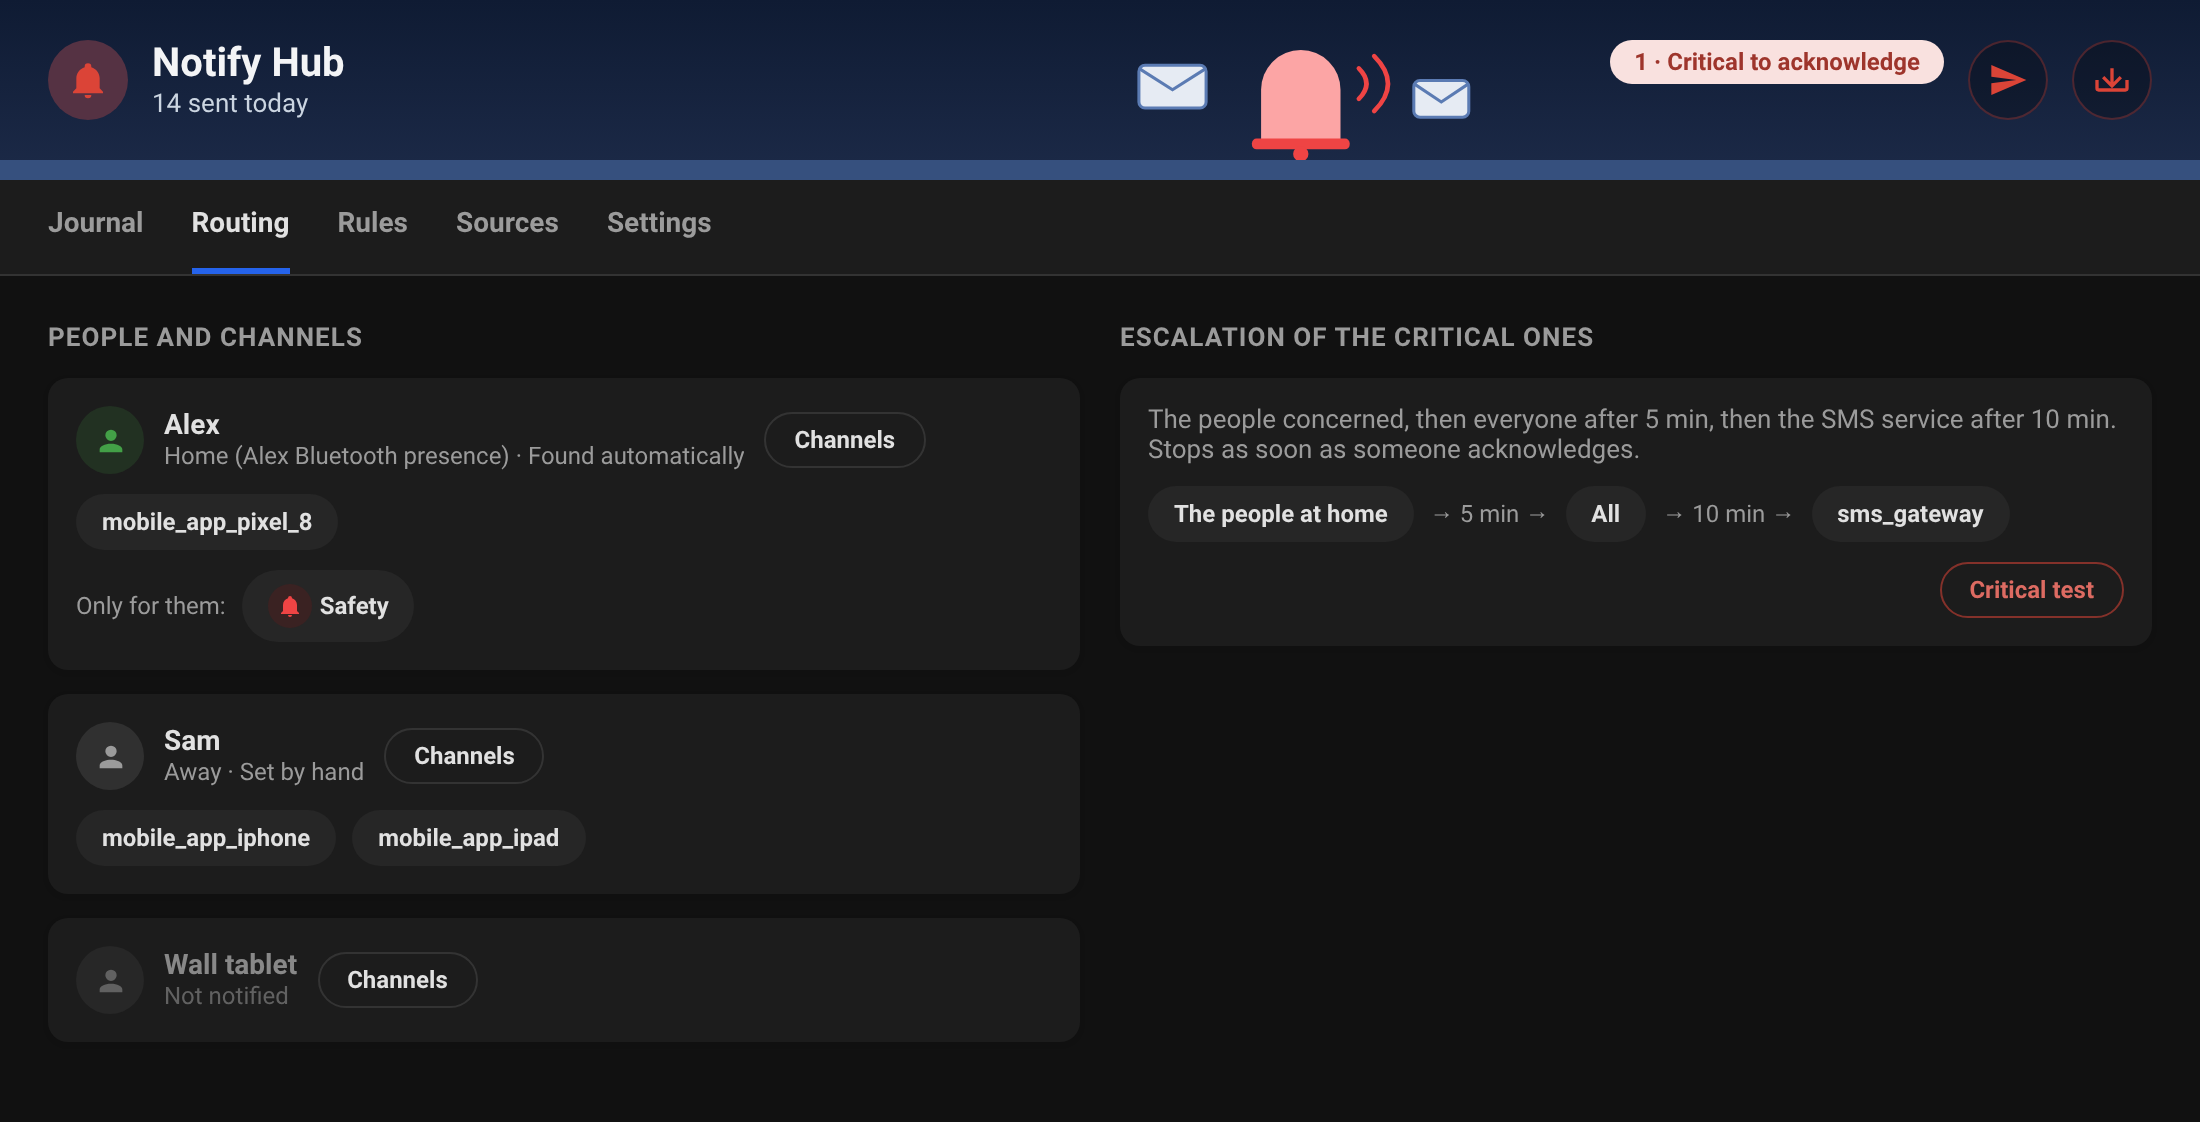 Notify Hub
14 sent today
1 · Critical to acknowledge
Journal
Routing
Rules
Sources
Settings
PEOPLE AND CHANNELS
Alex
Home (Alex Bluetooth presence) · Found automatically
Channels
mobile_app_pixel_8
Only for them:
Safety
Sam
Away · Set by hand
Channels
mobile_app_iphone
mobile_app_ipad
Wall tablet
Not notified
Channels
ESCALATION OF THE CRITICAL ONES
The people concerned, then everyone after 5 min, then the SMS service after 10 min.
Stops as soon as someone acknowledges.
The people at home → 5 min → All → 10 min → sms_gateway
Critical test